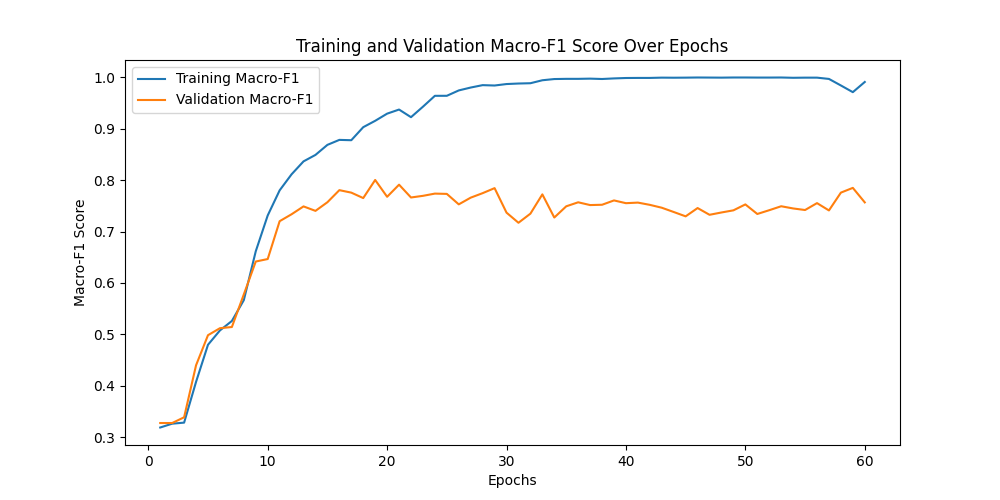 Training and Validation Macro-F1 Score Over Epochs
Training Macro-F1
Validation Macro-F1
Macro-F1 Score
1.0
0.9
0.8
0.7
0.6
0.5
0.4
0.3
0 10 20 30 40 50 60
Epochs